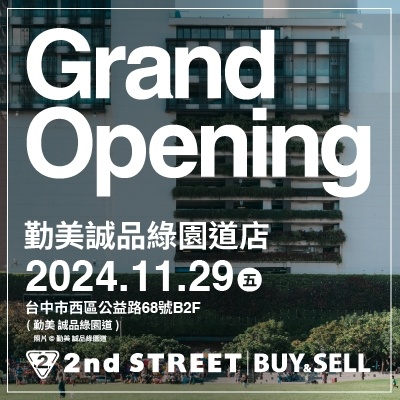 Grand
Opening
勤美誠品綠園道店
2024.11.29 五
台中市西區公益路68號B2F
( 勤美 誠品綠園道 )
照片 © 勤美 誠品綠園道
2 2nd STREET | BUY & SELL